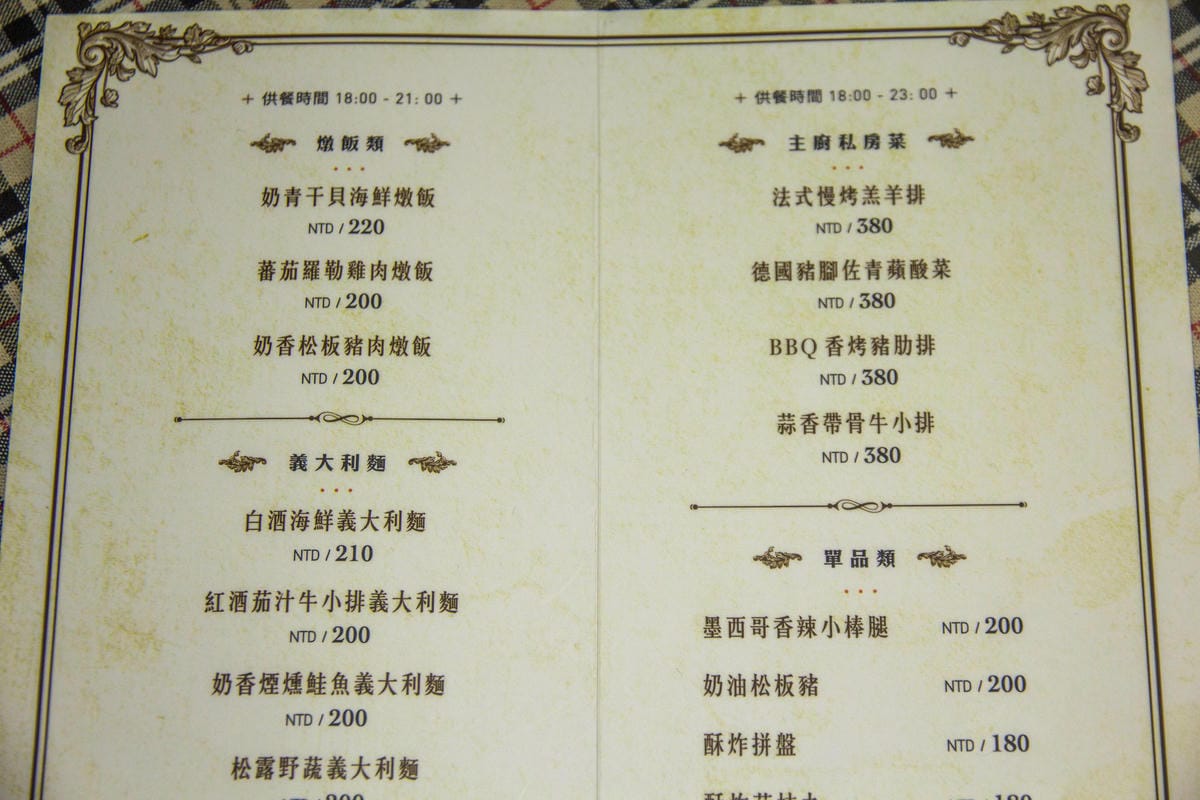 + 供餐時間 18:00 - 21:00 +
燉飯類
奶青干貝海鮮燉飯
NTD / 220
蕃茄羅勒雞肉燉飯
NTD / 200
奶香松板豬肉燉飯
NTD / 200
義大利麵
白酒海鮮義大利麵
NTD / 210
紅酒茄汁牛小排義大利麵
NTD / 200
奶香煙燻鮭魚義大利麵
NTD / 200
松露野蔬義大利麵
+ 供餐時間 18:00 - 23:00 +
主廚私房菜
法式慢烤羔羊排
NTD / 380
德國豬腳佐青蘋酸菜
NTD / 380
BBQ 香烤豬肋排
NTD / 380
蒜香帶骨牛小排
NTD / 380
單品類
墨西哥香辣小棒腿 NTD / 200
奶油松板豬 NTD / 200
酥炸拼盤 NTD / 180